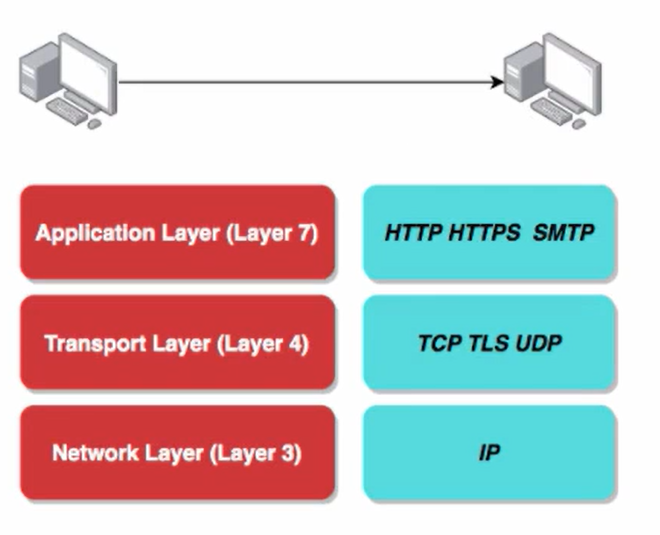 Application Layer (Layer 7)
HTTP HTTPS SMTP
Transport Layer (Layer 4)
TCP TLS UDP
Network Layer (Layer 3)
IP